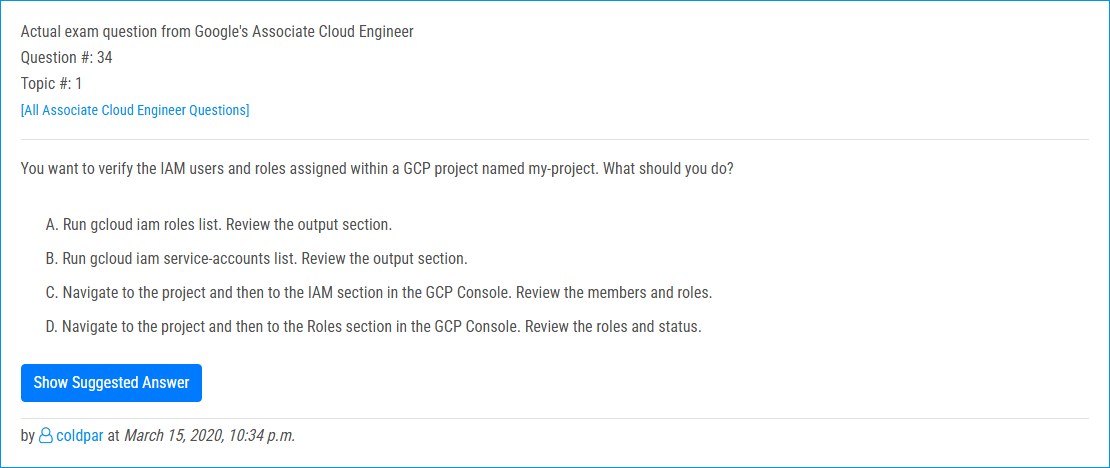 Actual exam question from Google's Associate Cloud Engineer
Question #: 34
Topic #: 1
[All Associate Cloud Engineer Questions]
You want to verify the IAM users and roles assigned within a GCP project named my-project. What should you do?
A. Run gcloud iam roles list. Review the output section.
B. Run gcloud iam service-accounts list. Review the output section.
C. Navigate to the project and then to the IAM section in the GCP Console. Review the members and roles.
D. Navigate to the project and then to the Roles section in the GCP Console. Review the roles and status.
Show Suggested Answer
by coldpar at March 15, 2020, 10:34 p.m.